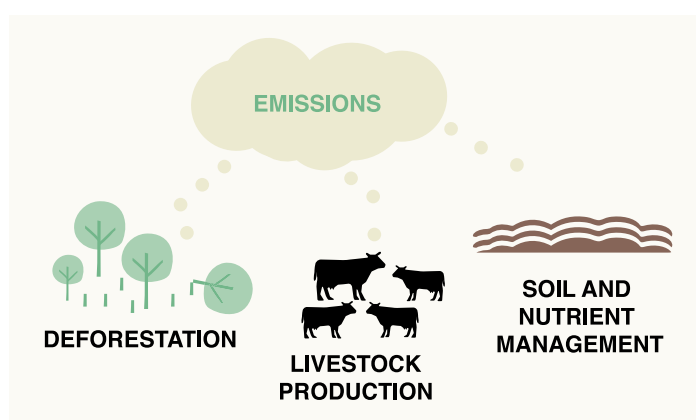 EMISSIONS
DEFORESTATION
LIVESTOCK
PRODUCTION
SOIL AND
NUTRIENT
MANAGEMENT